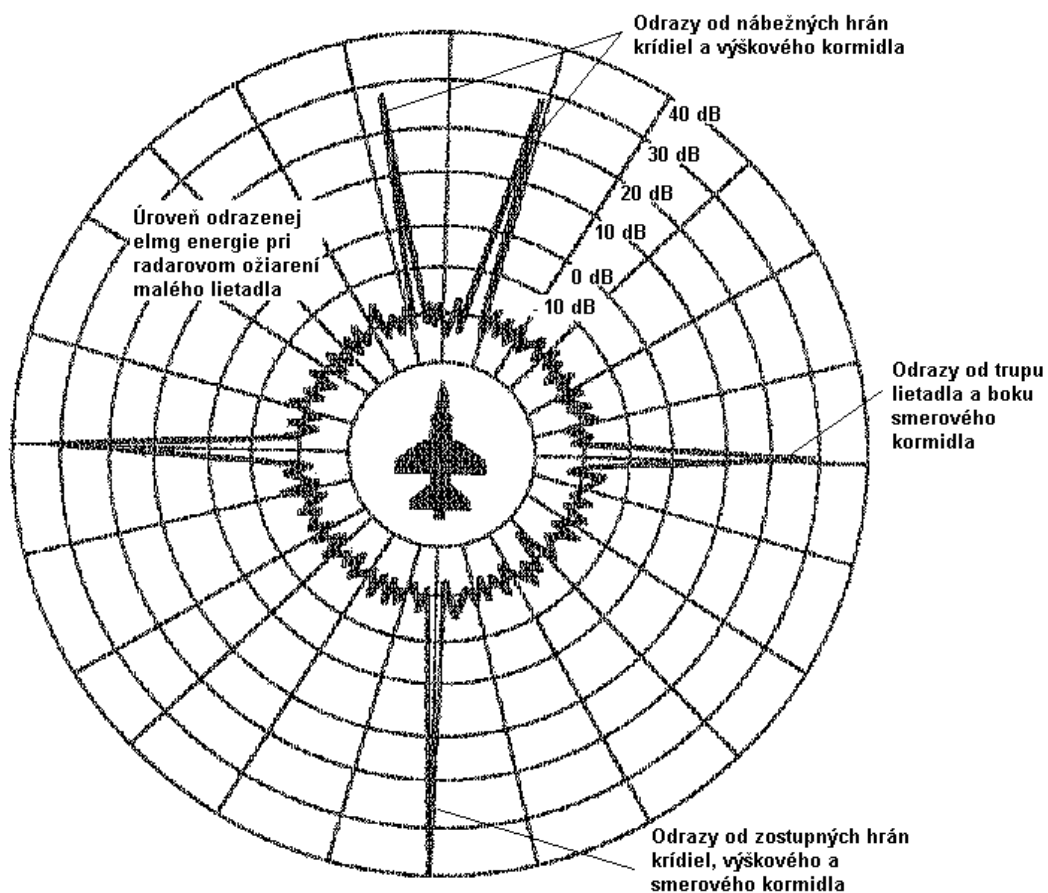 Odrazy od nábežných hrán
krídiel a výškového kormidla
40 dB
30 dB
20 dB
10 dB
0 dB
- 10 dB
Úroveň odrazenej
elmg energie pri
radarovom ožiarení
malého lietadla
Odrazy od trupu
lietadla a boku
smerového
kormidla
Odrazy od zostupných hrán
krídiel, výškového a
smerového kormidla